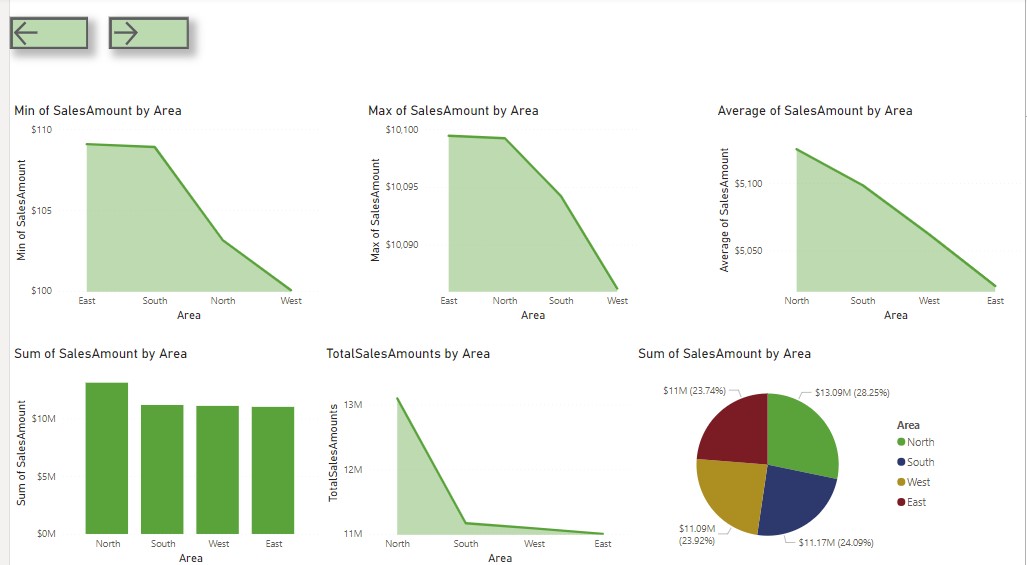 Min of SalesAmount by Area
Min of SalesAmount
$110
$105
$100
East South North West
Area
Max of SalesAmount by Area
Max of SalesAmount
$10,100
$10,095
$10,090
East North South West
Area
Average of SalesAmount by Area
Average of SalesAmount
$5,100
$5,050
North South West East
Area
Sum of SalesAmount by Area
Sum of SalesAmount
$10M
$5M
$0M
North South West East
Area
TotalSalesAmounts by Area
TotalSalesAmounts
13M
12M
11M
North South West East
Area
Sum of SalesAmount by Area
$11M (23.74%)
$13.09M (28.25%)
$11.09M
(23.92%)
$11.17M (24.09%)
Area
North
South
West
East